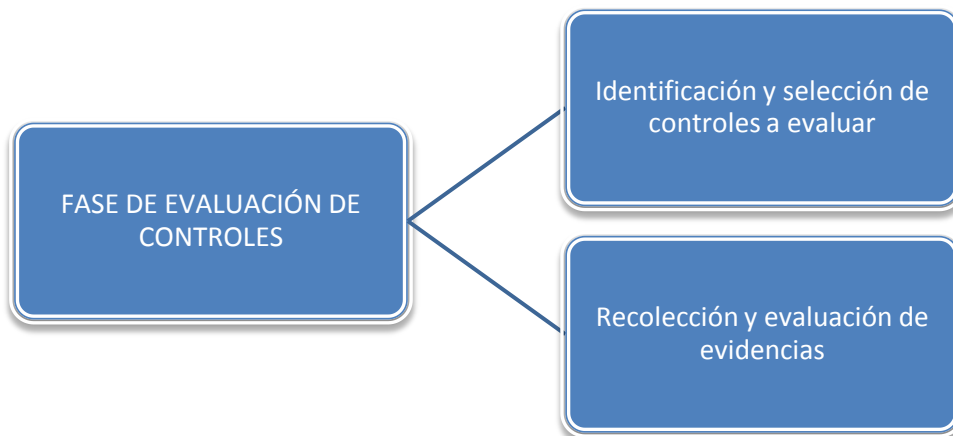 FASE DE EVALUACIÓN DE
CONTROLES
Identificación y selección de
controles a evaluar
Recolección y evaluación de
evidencias